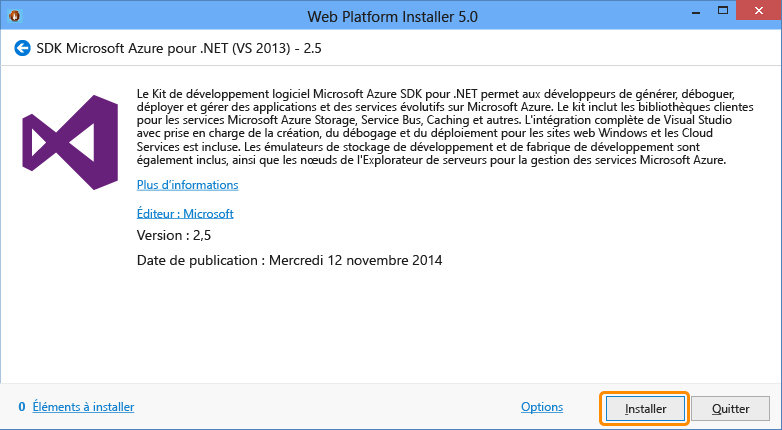 Web Platform Installer 5.0
SDK Microsoft Azure pour .NET (VS 2013) - 2.5
Le Kit de développement logiciel Microsoft Azure SDK pour .NET permet aux développeurs de générer, déboguer,
déployer et gérer des applications et des services évolutifs sur Microsoft Azure. Le kit inclut les bibliothèques clientes
pour les services Microsoft Azure Storage, Service Bus, Caching et autres. L'intégration complète de Visual Studio
avec prise en charge de la création, du débogage et du déploiement pour les sites web Windows et les Cloud
Services est incluse. Les émulateurs de stockage de développement et de fabrique de développement sont
également inclus, ainsi que les nœuds de l'Explorateur de serveurs pour la gestion des services Microsoft Azure.
Plus d'informations
Éditeur : Microsoft
Version : 2,5
Date de publication : Mercredi 12 novembre 2014
0 Éléments à installer Options Installer Quitter